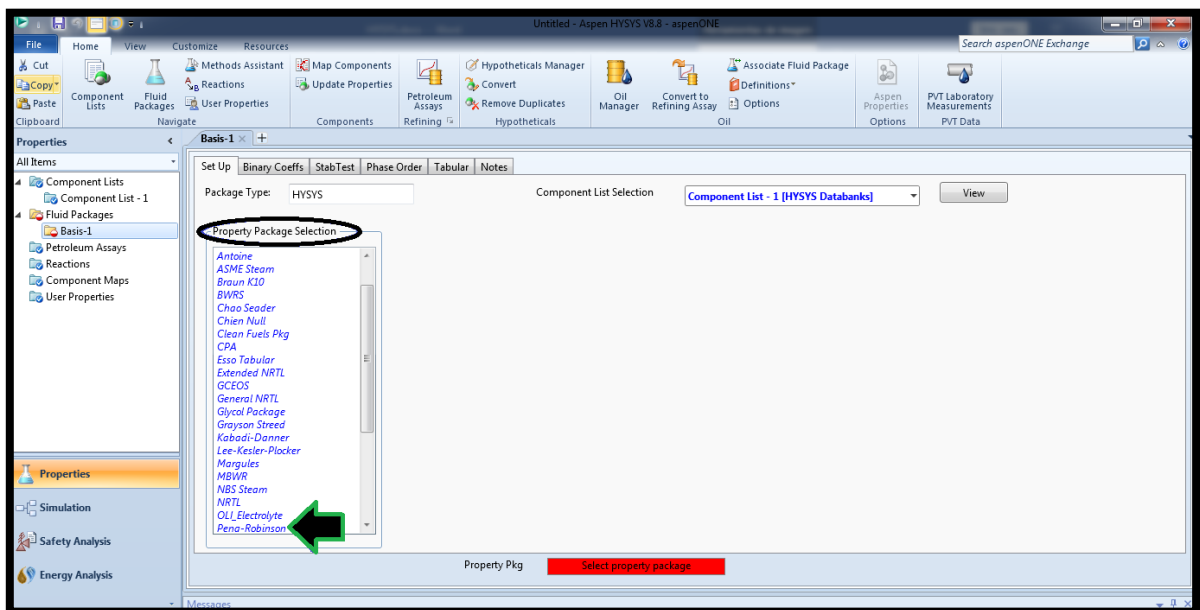 Untitled - Aspen HYSYS V8.8 - aspenONE
File Home View Customize Resources Search aspenONE Exchange
Cut
Copy
Paste
Clipboard
Component Lists
Fluid Packages
Methods Assistant
Reactions
User Properties
Navigate
Map Components
Update Properties
Components
Petroleum Assays
Refining
Hypotheticals Manager
Convert
Remove Duplicates
Hypotheticals
Oil Manager
Convert to Refining Assay
Associate Fluid Package
Definitions
Options
Oil
Aspen Properties
Options
PVT Laboratory Measurements
PVT Data
Properties
All Items
Component Lists
Component List - 1
Fluid Packages
Basis-1
Petroleum Assays
Reactions
Component Maps
User Properties
Properties
Simulation
Safety Analysis
Energy Analysis
Basis-1
Set Up Binary Coeffs StabTest Phase Order Tabular Notes
Package Type: HYSYS Component List Selection Component List - 1 [HYSYS Databanks] View
Property Package Selection
Antoine
ASME Steam
Braun K10
BWRS
Chao Seader
Chien Null
Clean Fuels Pkg
CPA
Esso Tabular
Extended NRTL
GCEOS
General NRTL
Glycol Package
Grayson Streed
Kabadi-Danner
Lee-Kesler-Plocker
Margules
MBWR
NBS Steam
NRTL
OLI_Electrolyte
Peng-Robinson
Property Pkg Select property package
Messages